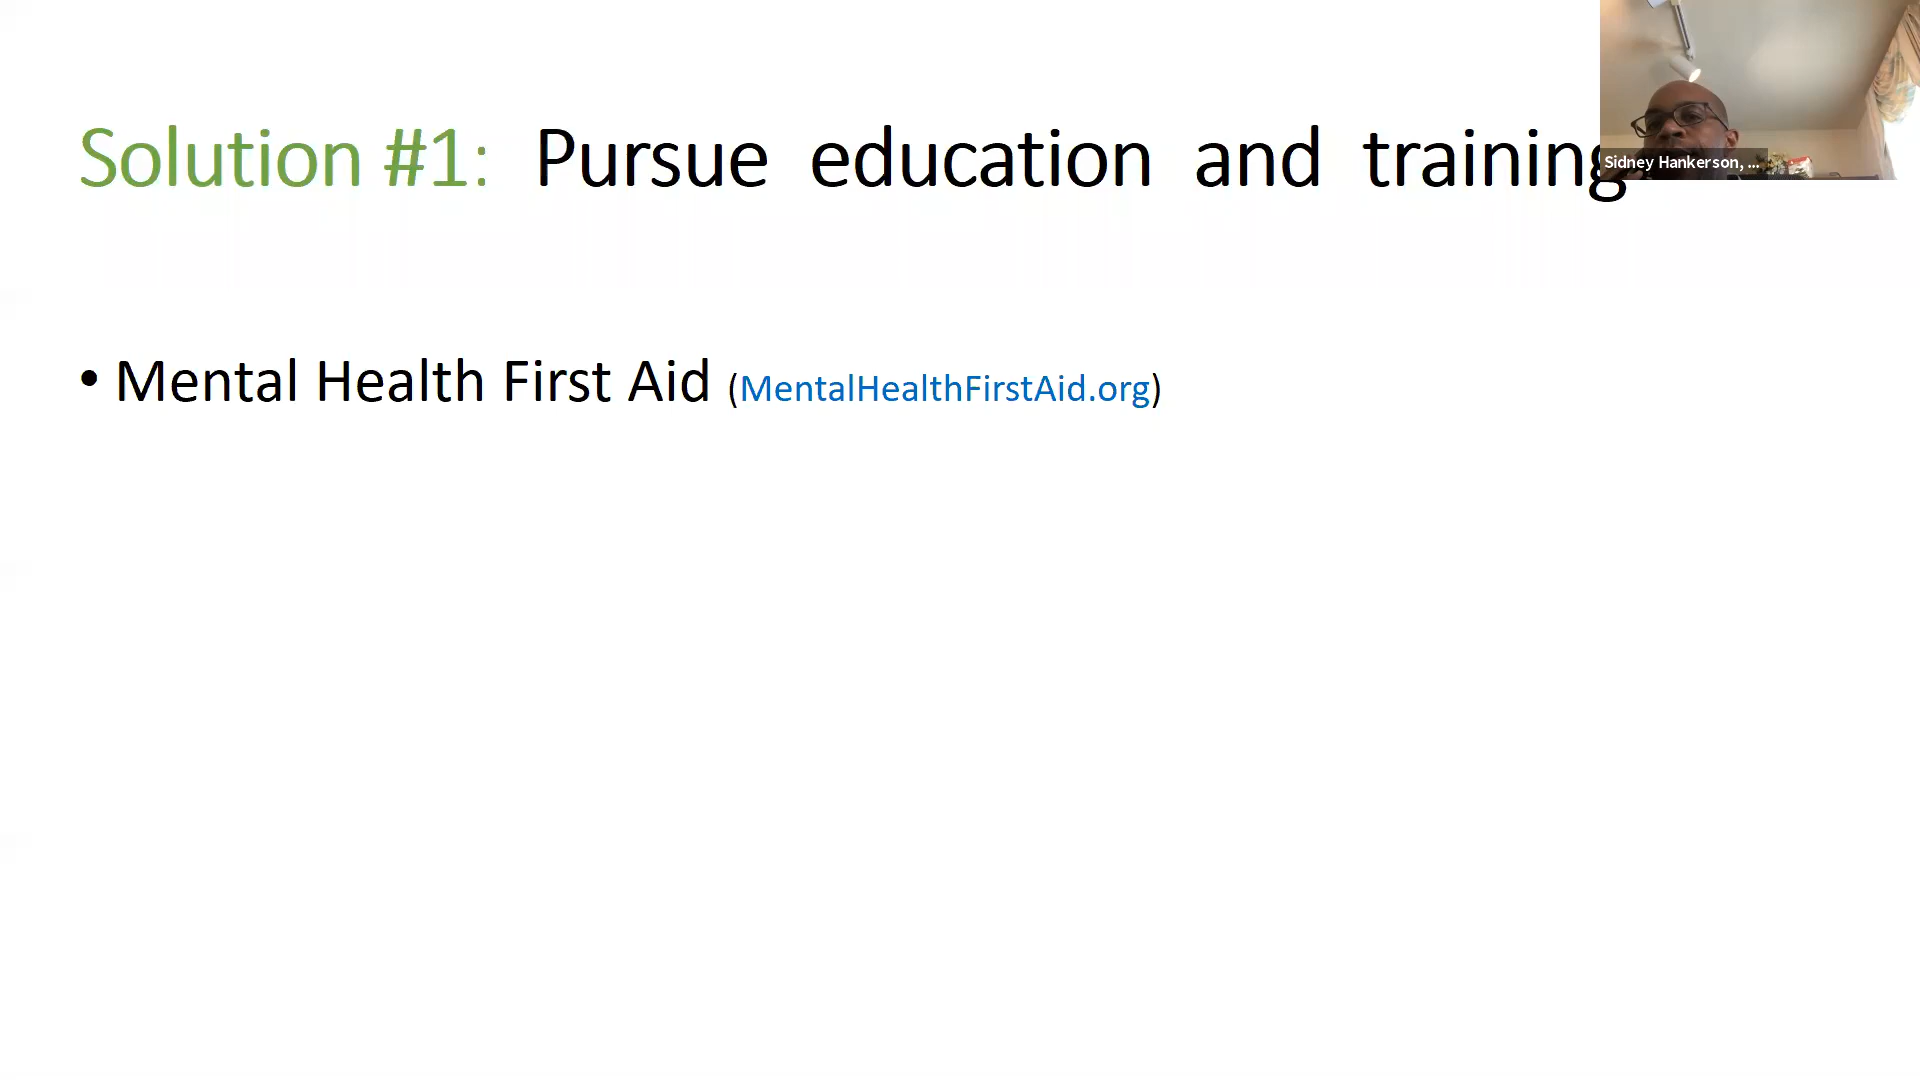 Solution #1: Pursue education and training
Sidney Hankerson, ...
• Mental Health First Aid (MentalHealthFirstAid.org)